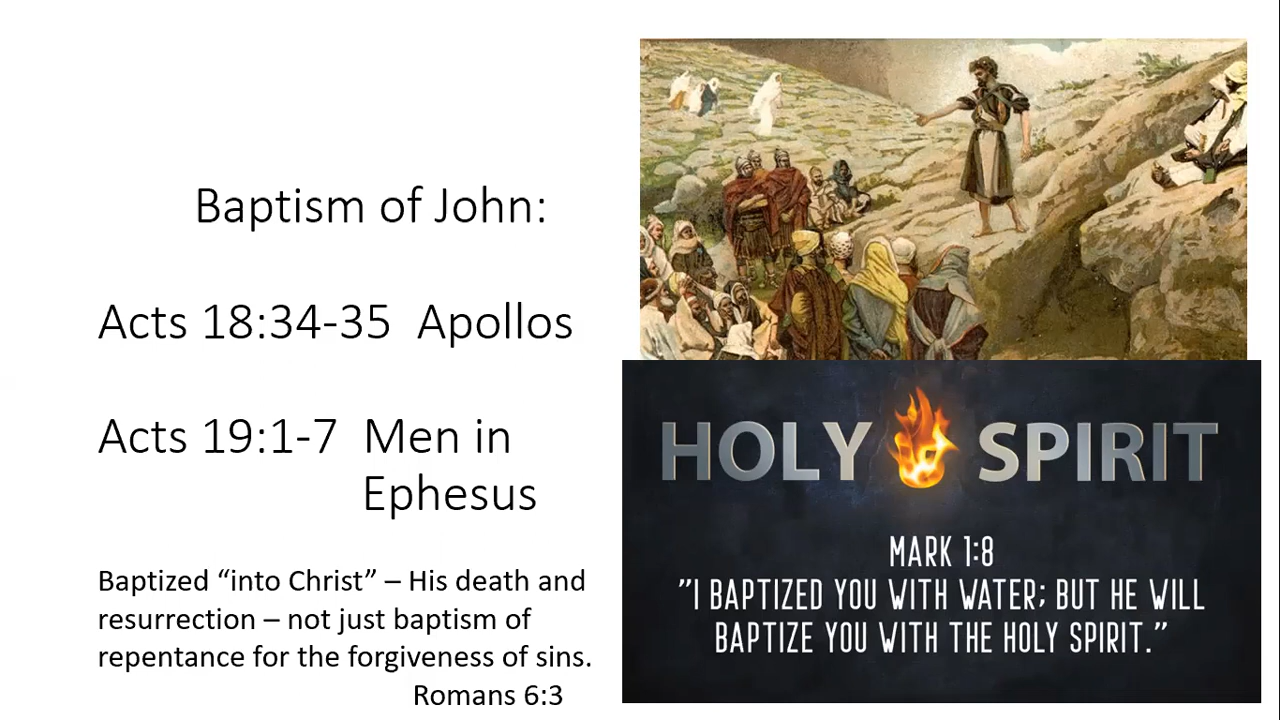 Baptism of John:
Acts 18:34-35  Apollos
Acts 19:1-7  Men in
Ephesus
Baptized “into Christ” – His death and
resurrection – not just baptism of
repentance for the forgiveness of sins.
Romans 6:3
HOLY SPIRIT
MARK 1:8
”I BAPTIZED YOU WITH WATER; BUT HE WILL
BAPTIZE YOU WITH THE HOLY SPIRIT.”